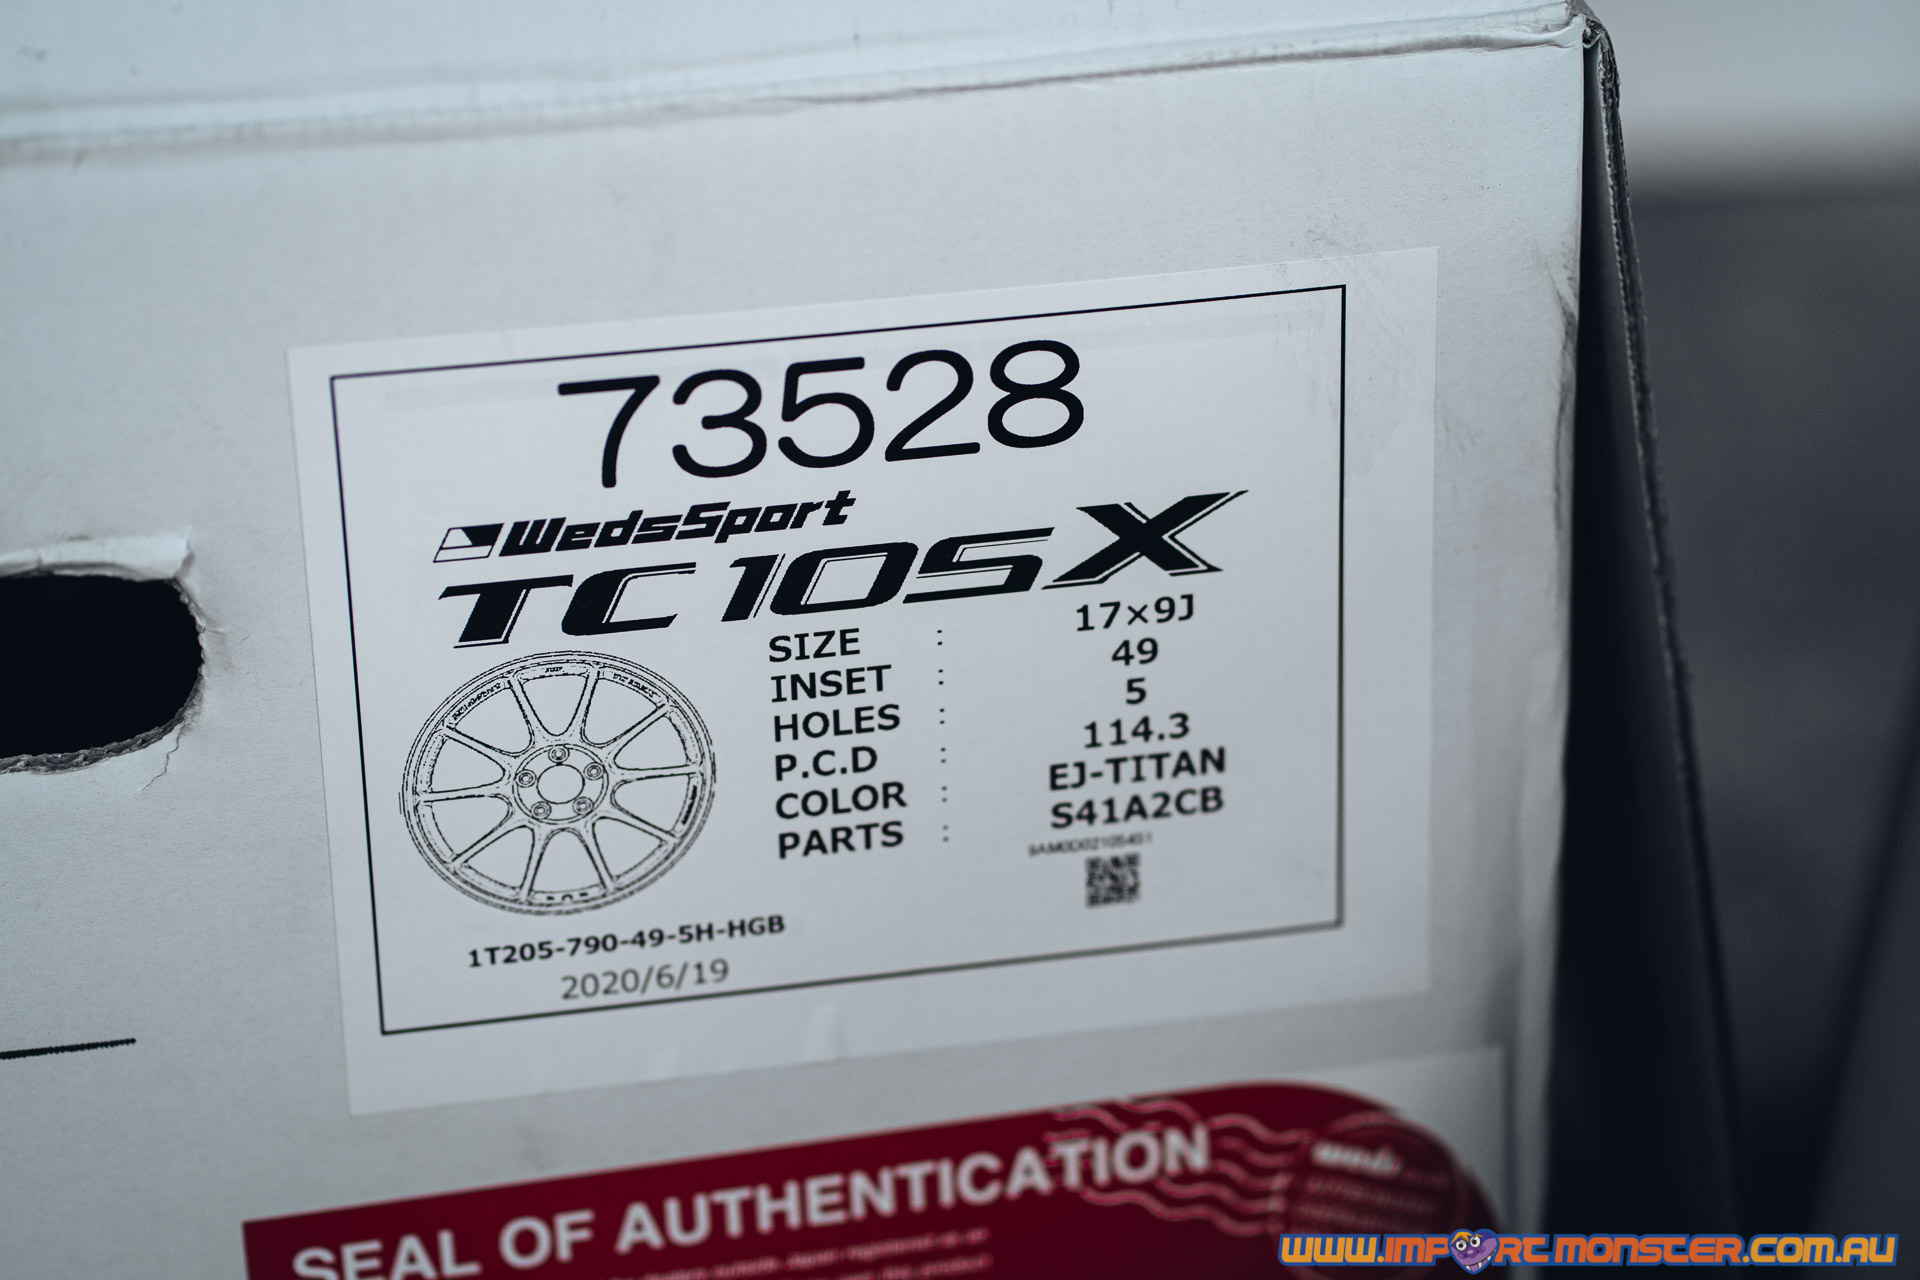 73528
WedsSport
TC105X
SIZE : 17×9J
INSET : 49
HOLES : 5
P.C.D : 114.3
COLOR : EJ-TITAN
PARTS : S41A2CB
1T205-790-49-5H-HGB
2020/6/19
SEAL OF AUTHENTICATION
WWW.IMPORTMONSTER.COM.AU